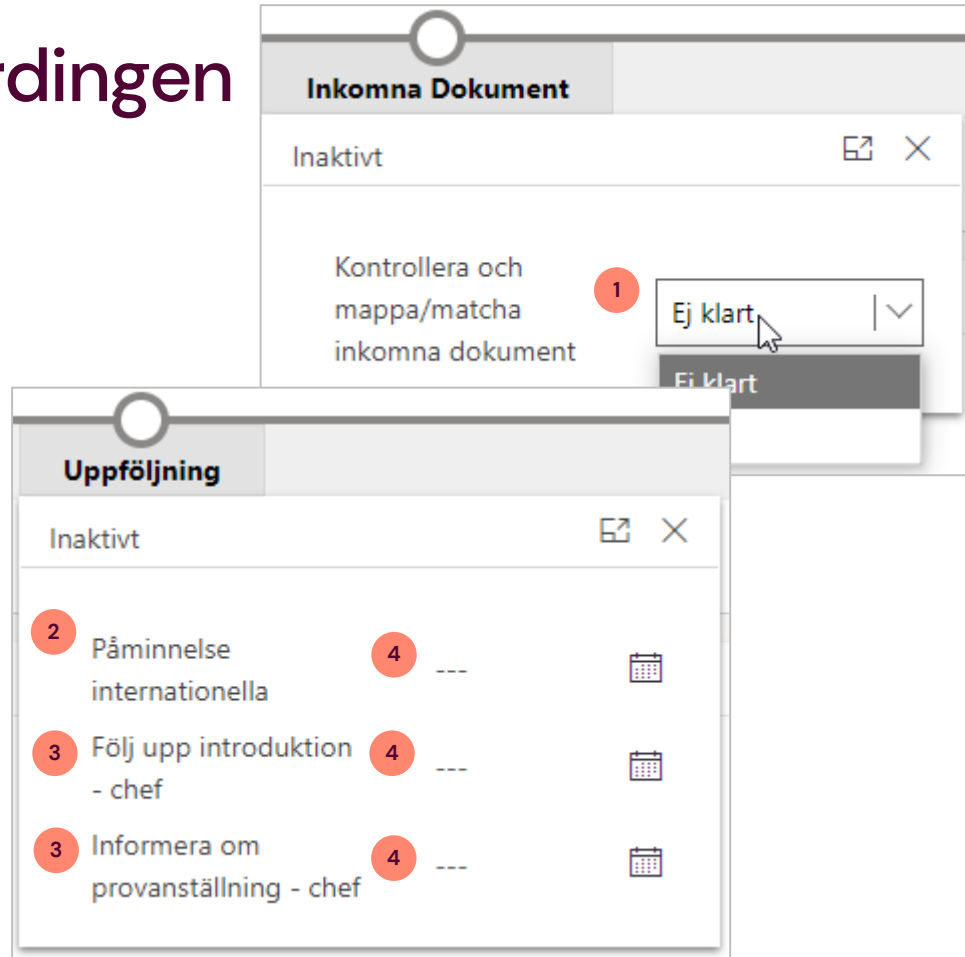 rdingen
Inkomna Dokument
Inaktivt
Kontrollera och
mappa/matcha
inkomna dokument
1
Ej klart
Ej klart
Uppföljning
Inaktivt
2
Påminnelse
internationella
4
---
3
Följ upp introduktion
- chef
4
---
3
Informera om
provanställning - chef
4
---